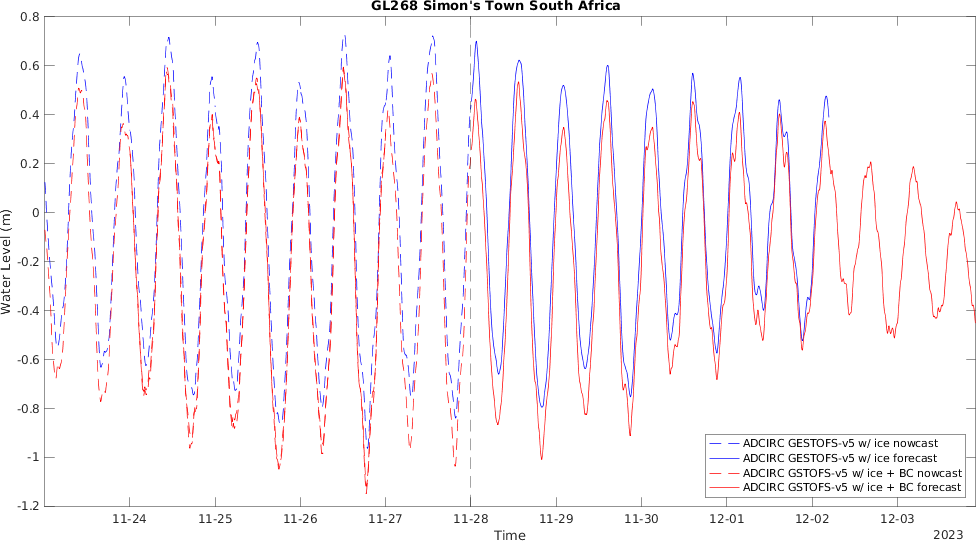 GL268 Simon's Town South Africa
0.8
0.6
0.4
0.2
0
-0.2
-0.4
-0.6
-0.8
-1
-1.2
Water Level (m)
ADCIRC GESTOFS-v5 w/ ice nowcast
ADCIRC GESTOFS-v5 w/ ice forecast
ADCIRC GSTOFS-v5 w/ ice + BC nowcast
ADCIRC GSTOFS-v5 w/ ice + BC forecast
11-24 11-25 11-26 11-27 11-28 11-29 11-30 12-01 12-02 12-03
Time
2023